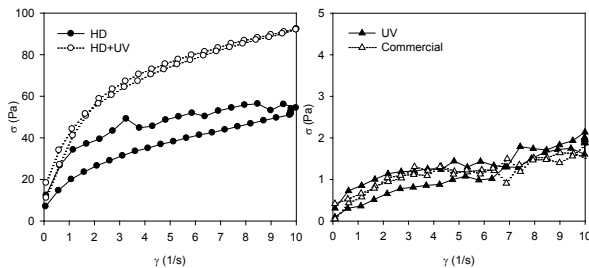 100
80
60
40
20
0
σ (Pa)
HD
HD+UV
0 1 2 3 4 5 6 7 8 9 10
γ (1/s)
5
4
3
2
1
0
σ (Pa)
UV
Commercial
0 1 2 3 4 5 6 7 8 9 10
γ (1/s)